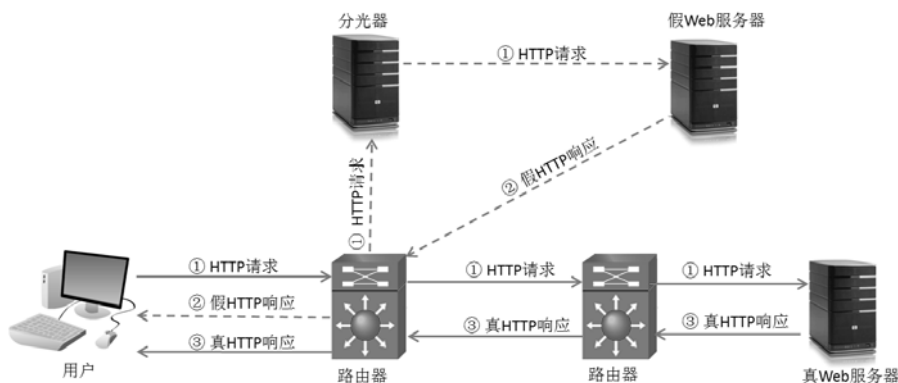 分光器
假Web服务器
① HTTP请求
① HTTP请求
② 假HTTP响应
① HTTP请求
① HTTP请求
① HTTP请求
② 假HTTP响应
③ 真HTTP响应
③ 真HTTP响应
③ 真HTTP响应
用户
路由器
路由器
真Web服务器